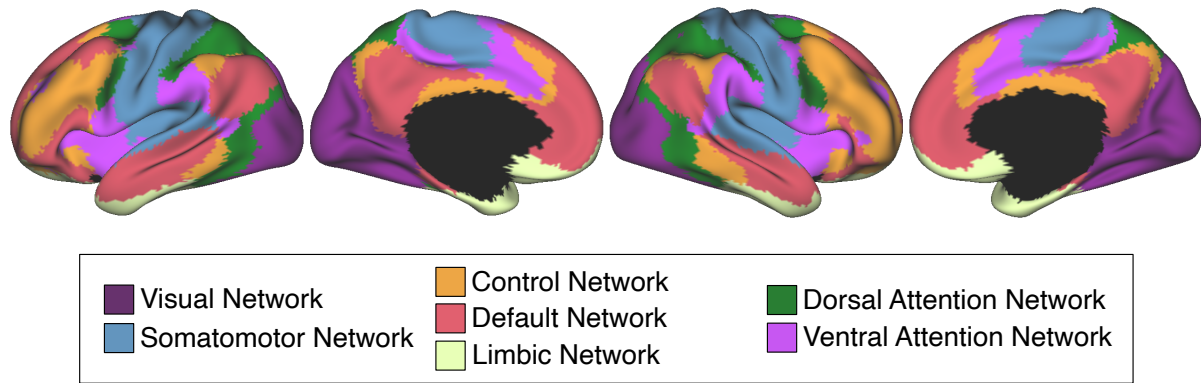 Visual Network
Somatomotor Network
Control Network
Default Network
Limbic Network
Dorsal Attention Network
Ventral Attention Network